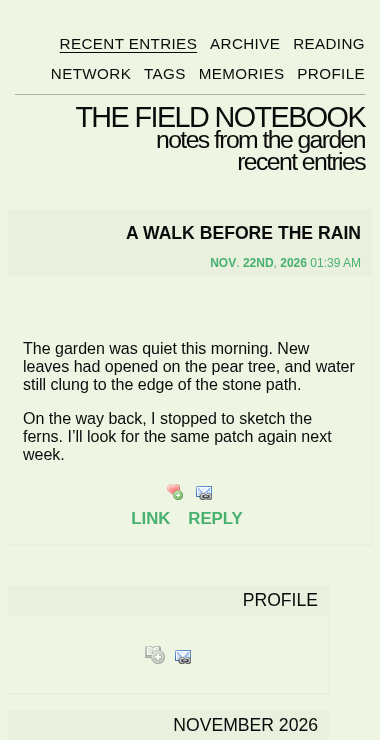 RECENT ENTRIES ARCHIVE READING
NETWORK TAGS MEMORIES PROFILE
THE FIELD NOTEBOOK
notes from the garden
recent entries
A WALK BEFORE THE RAIN
NOV. 22ND, 2026 01:39 AM
The garden was quiet this morning. New
leaves had opened on the pear tree, and water
still clung to the edge of the stone path.
On the way back, I stopped to sketch the
ferns. I’ll look for the same patch again next
week.
LINK REPLY
PROFILE
NOVEMBER 2026